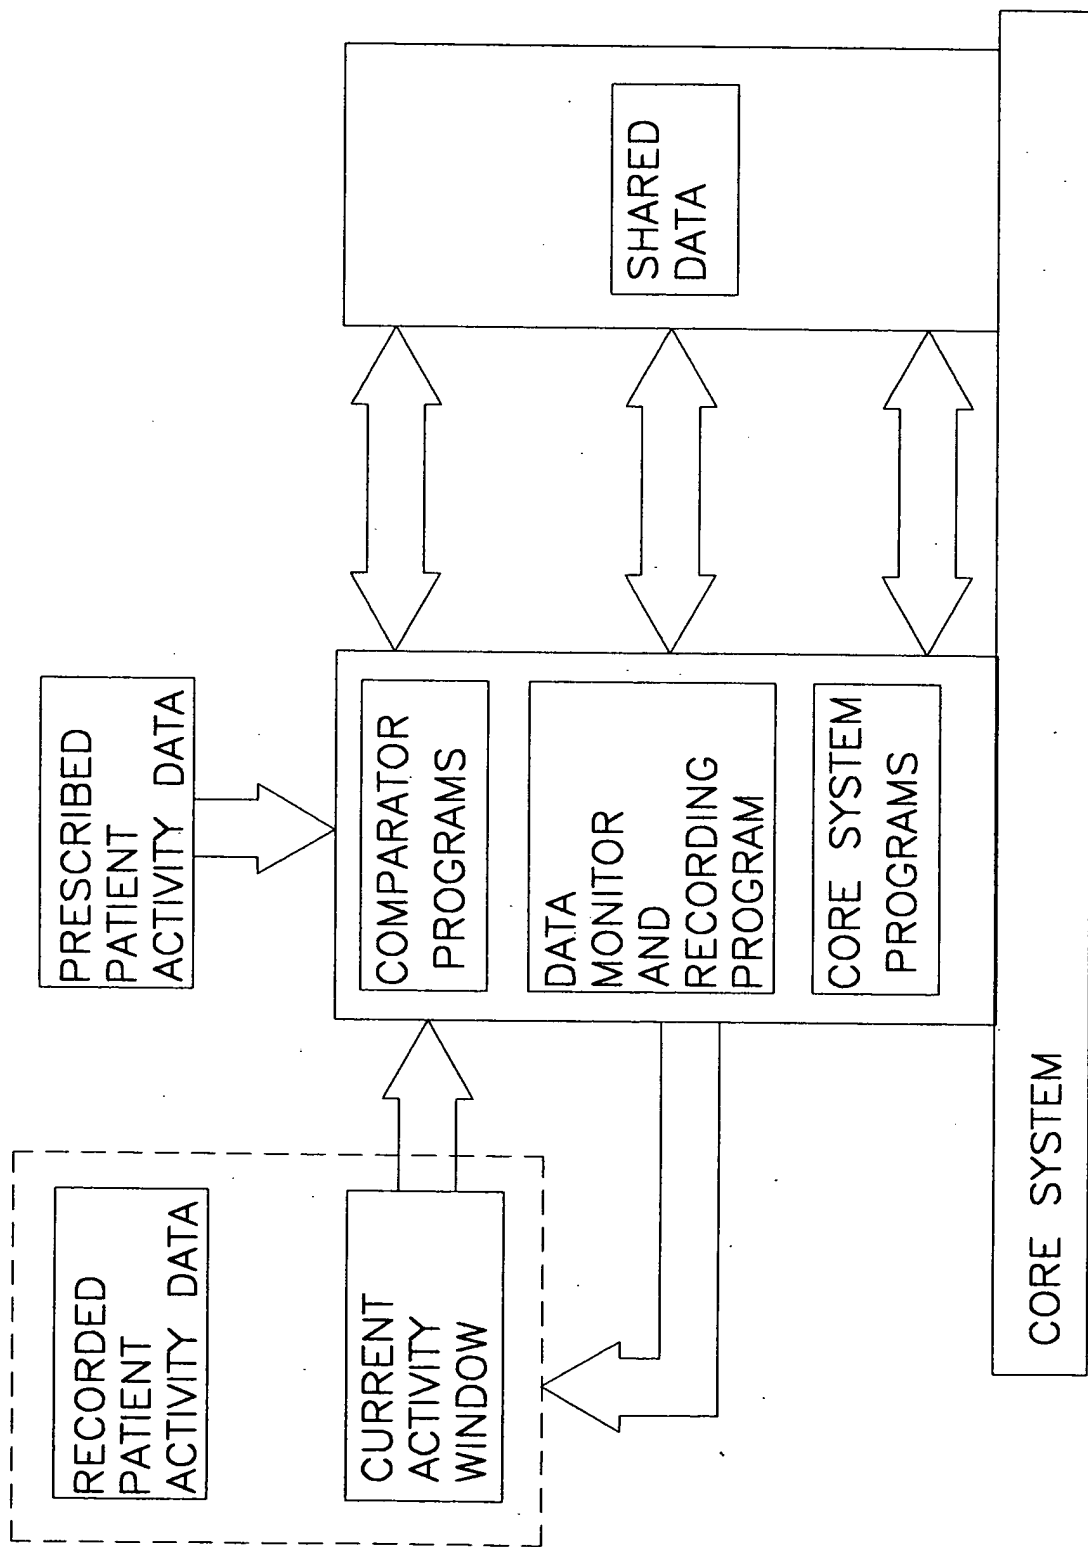 RECORDED
PATIENT
ACTIVITY DATA
CURRENT
ACTIVITY
WINDOW
PRESCRIBED
PATIENT
ACTIVITY DATA
COMPARATOR
PROGRAMS
DATA
MONITOR
AND
RECORDING
PROGRAM
CORE SYSTEM
PROGRAMS
SHARED
DATA
CORE SYSTEM